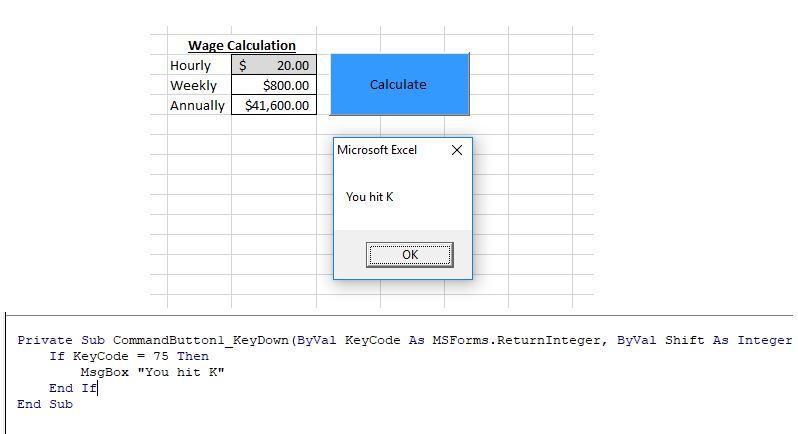 Wage Calculation
Hourly $ 20.00
Weekly $800.00
Annually $41,600.00
Calculate
Microsoft Excel
You hit K
OK
Private Sub CommandButton1_KeyDown(ByVal KeyCode As MSForms.ReturnInteger, ByVal Shift As Integer
If KeyCode = 75 Then
MsgBox "You hit K"
End If
End Sub